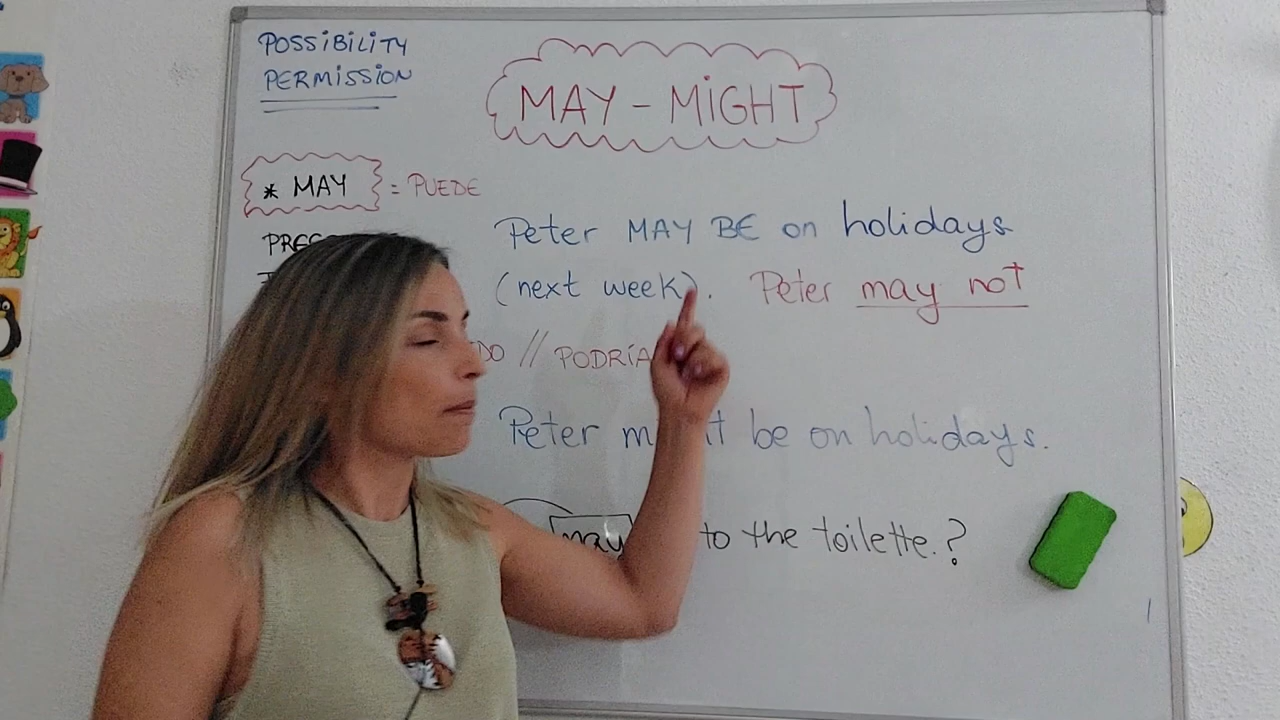 POSSIBILITY
PERMISSION
MAY - MIGHT
* MAY = PUEDE
Peter MAY BE on holidays
(next week). Peter may not
// PODRÍA
Peter be on holidays.
may to the toilette.?